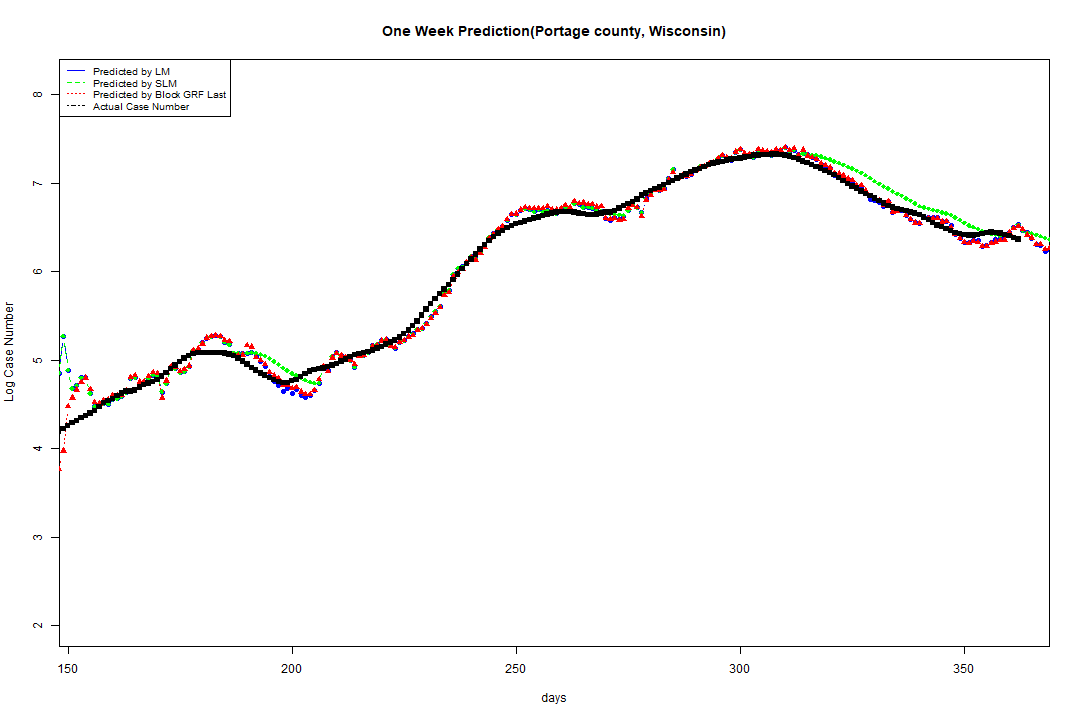 One Week Prediction(Portage county, Wisconsin)
Predicted by LM
Predicted by SLM
Predicted by Block GRF Last
Actual Case Number
8
7
6
5
4
3
2
Log Case Number
150 200 250 300 350
days